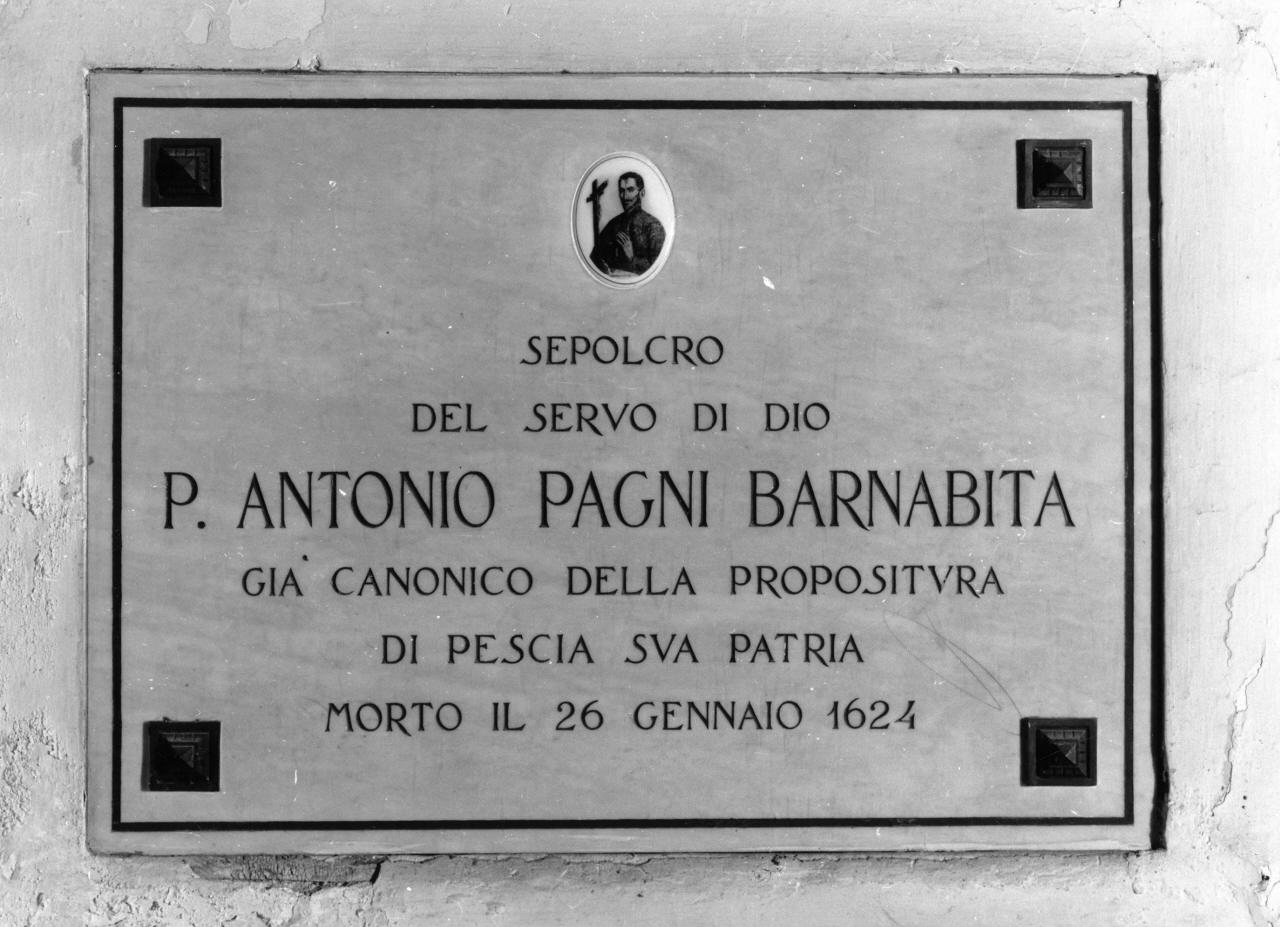 SEPOLCRO
DEL SERVO DI DIO
P. ANTONIO PAGNI BARNABITA
GIA' CANONICO DELLA PROPOSITVRA
DI PESCIA SVA PATRIA
MORTO IL 26 GENNAIO 1624